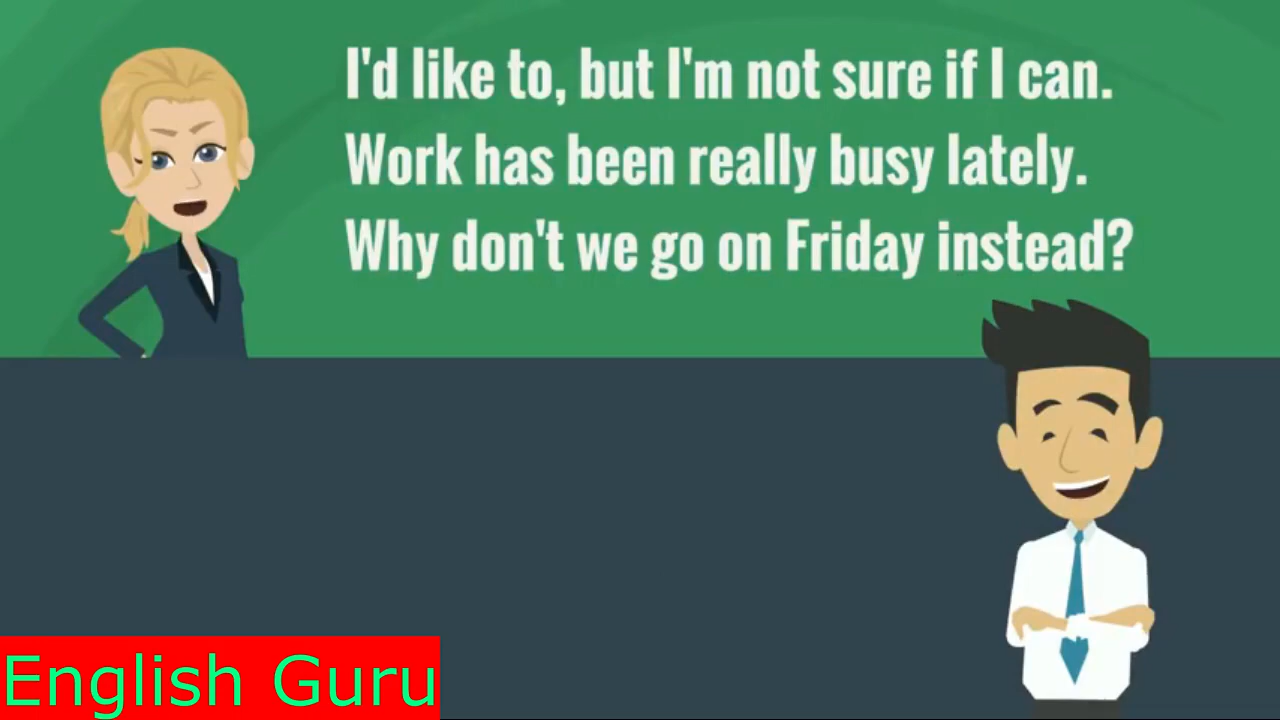 I'd like to, but I'm not sure if I can.
Work has been really busy lately.
Why don't we go on Friday instead?
English Guru